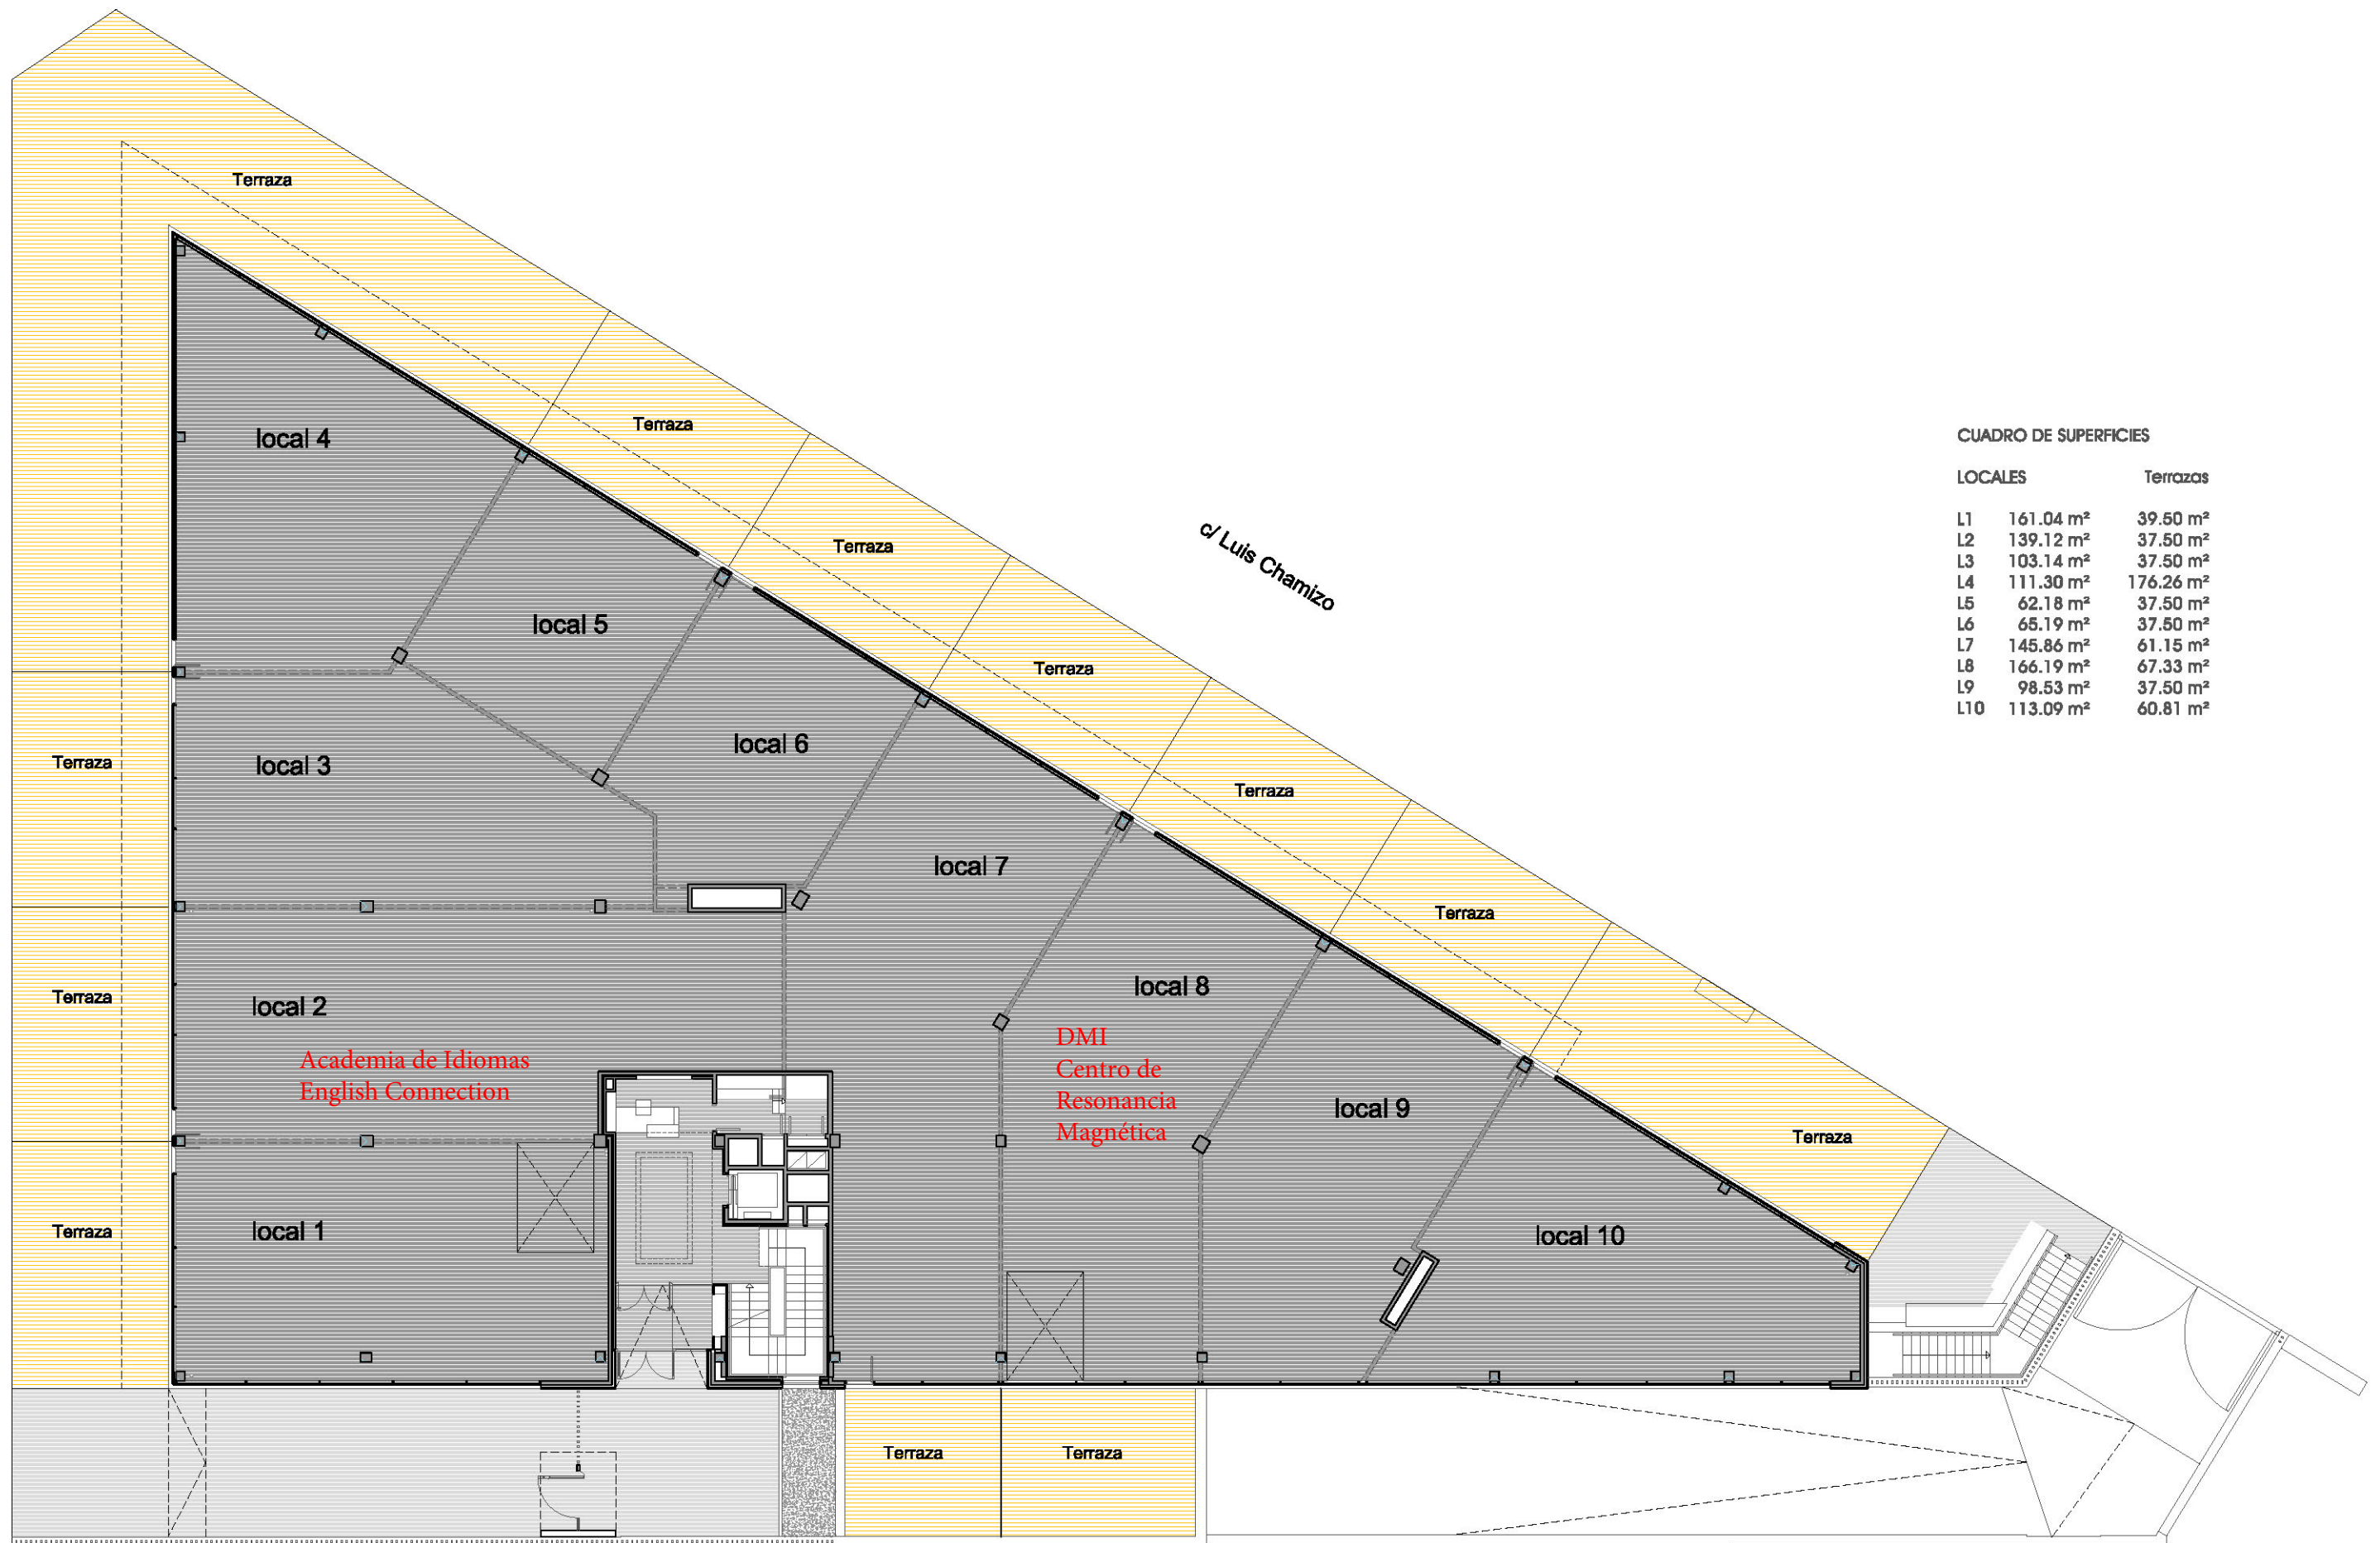 Terraza
Terraza
local 4
CUADRO DE SUPERFICIES
LOCALES Terrazas
L1 161.04 m² 39.50 m²
L2 139.12 m² 37.50 m²
L3 103.14 m² 37.50 m²
L4 111.30 m² 176.26 m²
L5 62.18 m² 37.50 m²
L6 65.19 m² 37.50 m²
L7 145.86 m² 61.15 m²
L8 166.19 m² 67.33 m²
L9 98.53 m² 37.50 m²
L10 113.09 m² 60.81 m²
Terraza
c/ Luis Chamizo
local 5
Terraza
local 6
Terraza
local 3
Terraza
local 7
Terraza
Terraza
local 2
local 8
Academia de Idiomas
English Connection
DMI
Centro de
Resonancia
Magnética
local 9
Terraza
Terraza
local 1
local 10
Terraza
Terraza